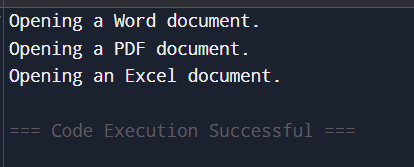 Opening a Word document.
Opening a PDF document.
Opening an Excel document.
=== Code Execution Successful ===